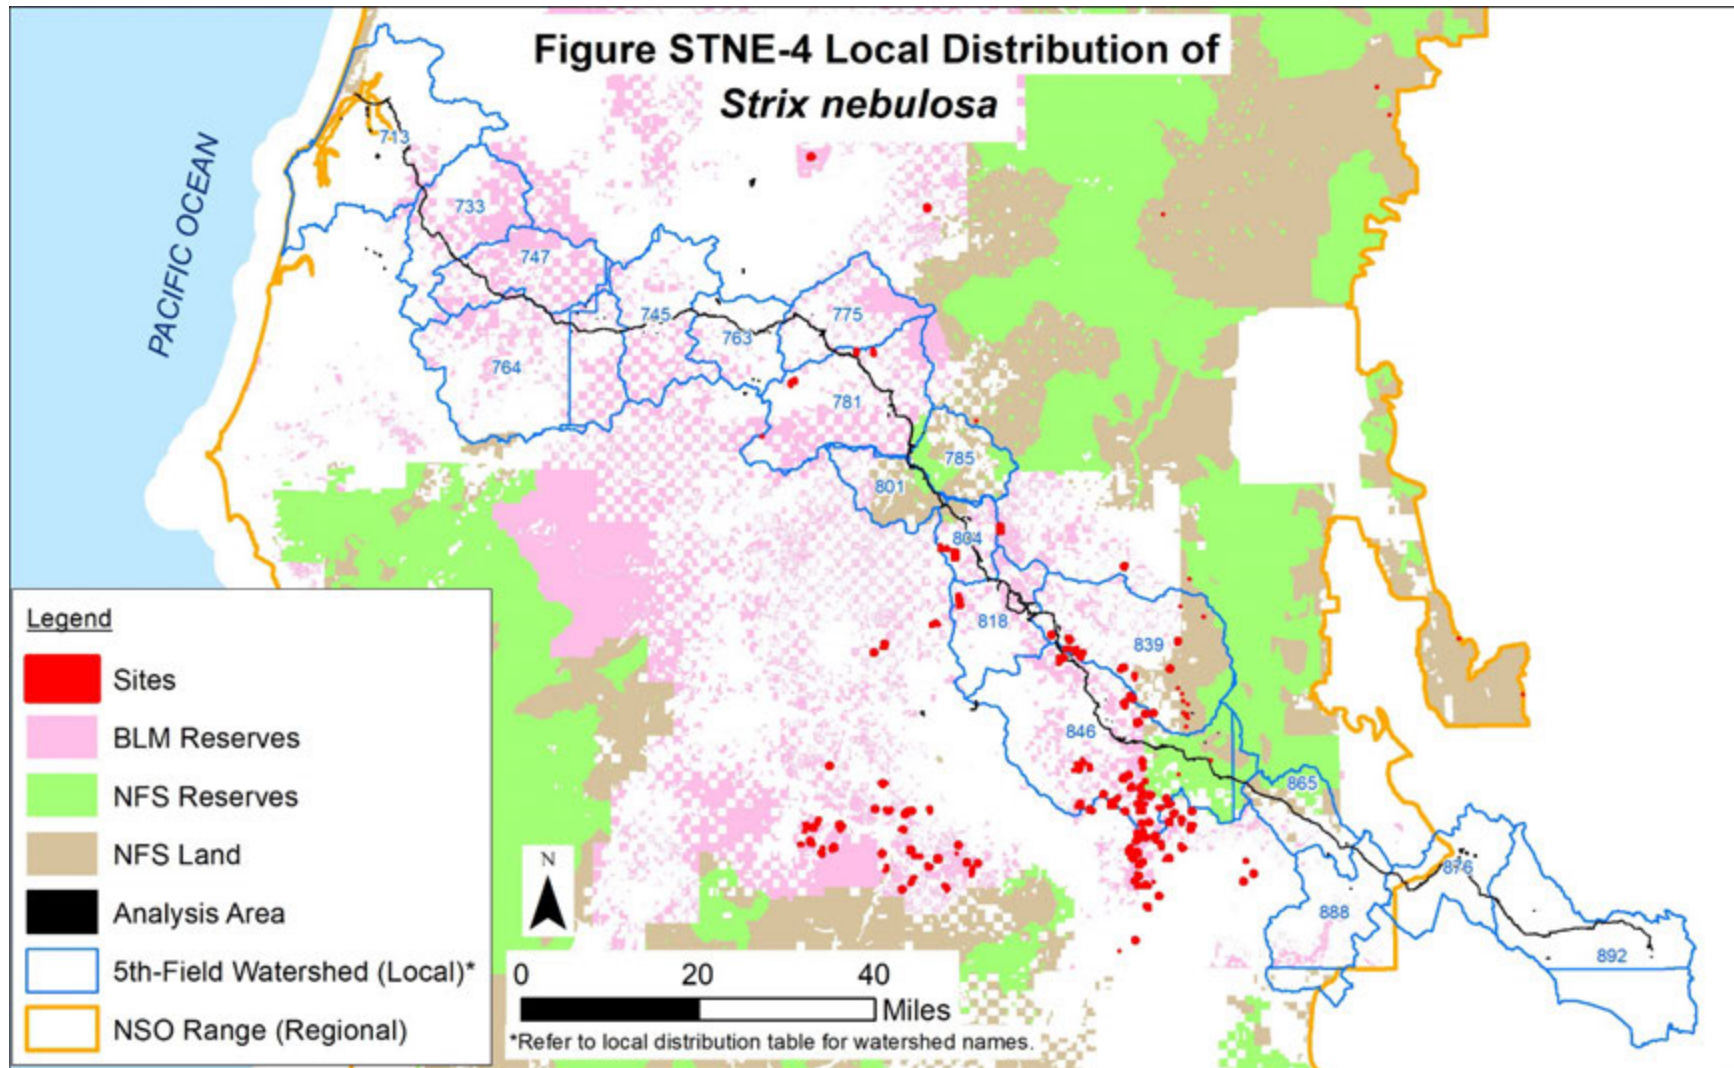 Figure STNE-4 Local Distribution of
Strix nebulosa
PACIFIC OCEAN
713
733
747
745
775
763
764
781
785
801
804
818
839
846
865
876
888
892
Legend
Sites
BLM Reserves
NFS Reserves
NFS Land
Analysis Area
5th-Field Watershed (Local)*
NSO Range (Regional)
N
0 20 40
Miles
*Refer to local distribution table for watershed names.